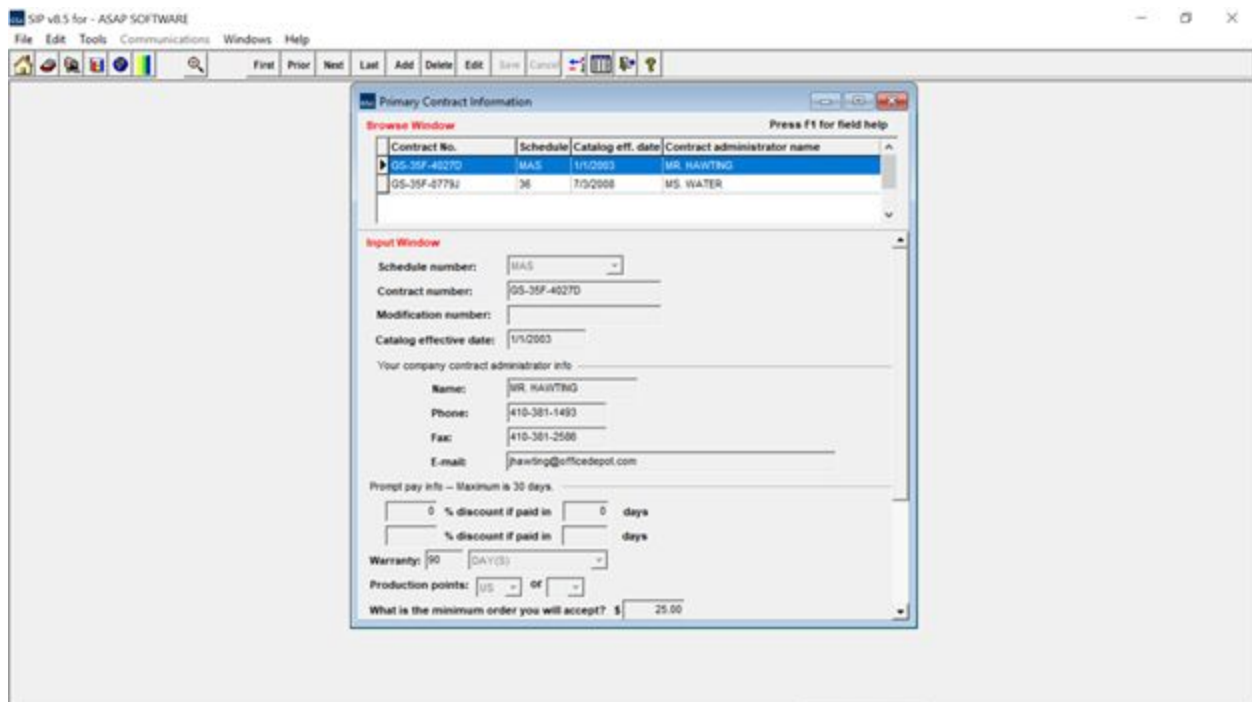 SIP v8.5 for - ASAP SOFTWARE
File Edit Tools Communications Windows Help
First Prior Next Last Add Delete Edit Save Cancel
Primary Contract Information
Browse Window Press F1 for field help
Contract No. Schedule Catalog eff. date Contract administrator name
GS-35F-4027D MAS 1/1/2003 MR. HAWTING
GS-35F-0779J 36 7/3/2008 MS. WATER
Input Window
Schedule number: MAS
Contract number: GS-35F-4027D
Modification number:
Catalog effective date: 1/1/2003
Your company contract administrator info
Name: MR. HAWTING
Phone: 410-381-1493
Fax: 410-381-2586
E-mail: jhawting@officedepot.com
Prompt pay info -- Maximum is 30 days.
0 % discount if paid in 0 days
% discount if paid in days
Warranty: 90 DAY(S)
Production points: US or
What is the minimum order you will accept? $ 25.00